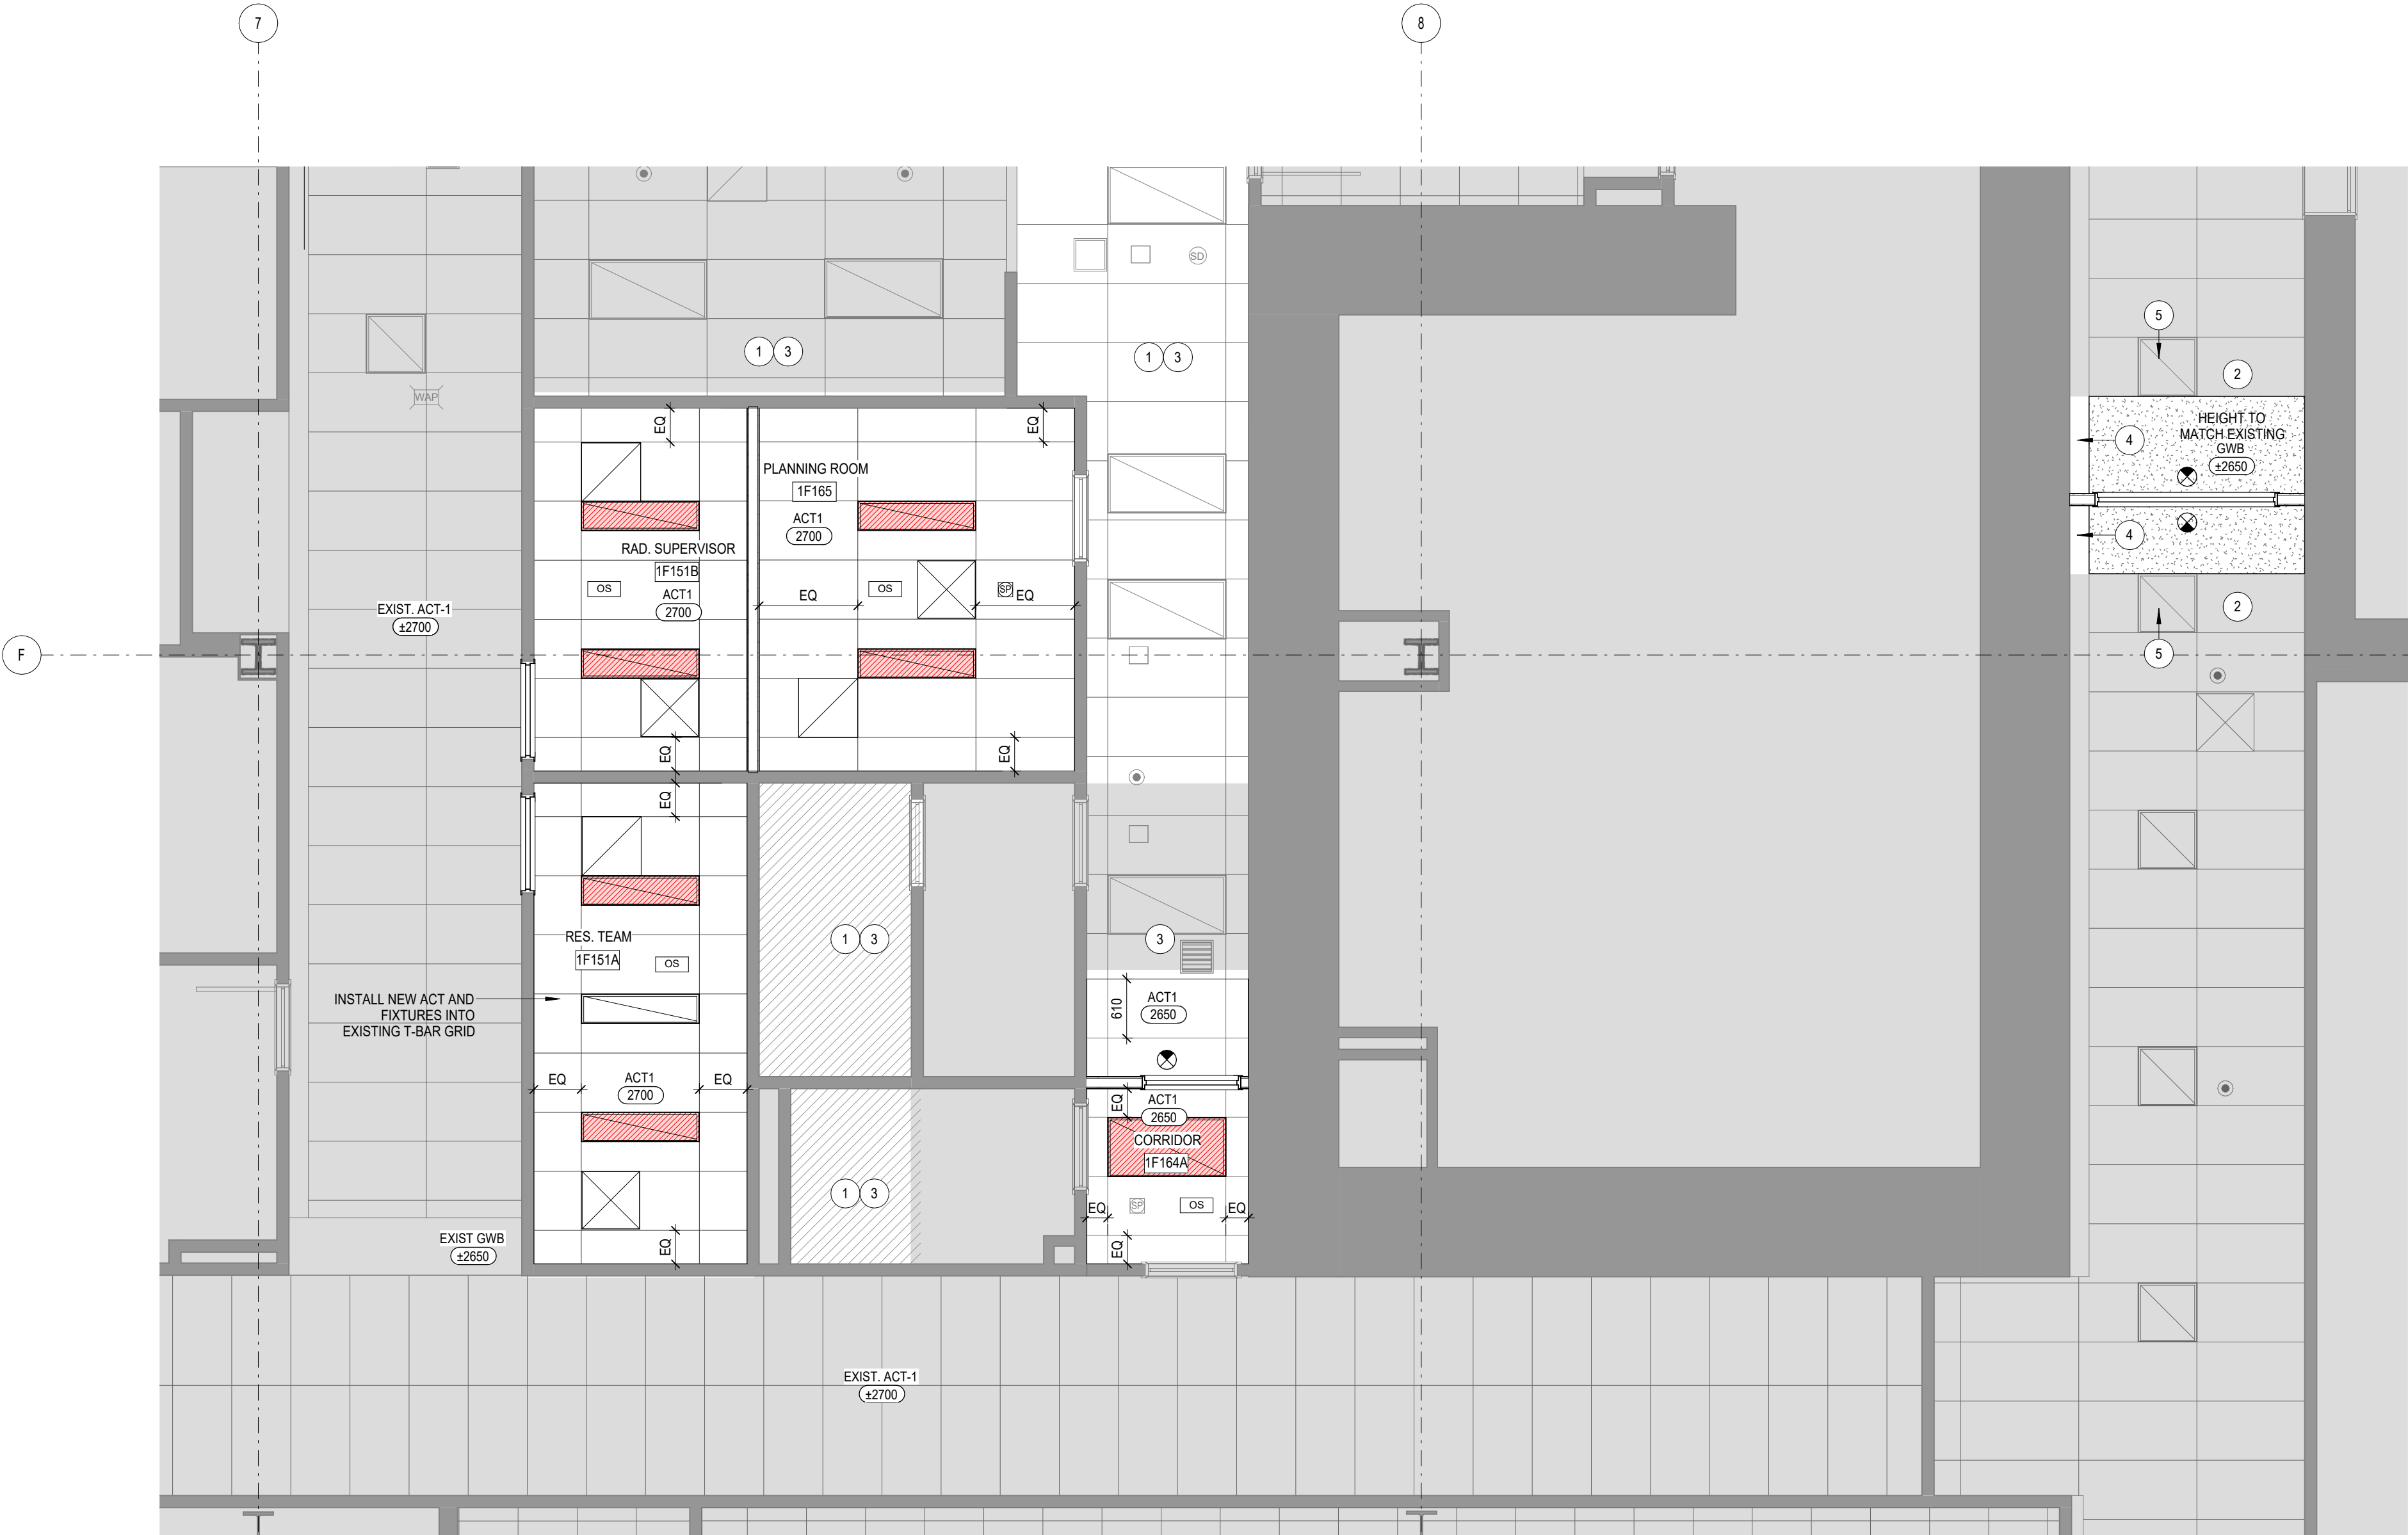 7
8
SD
5
1 3
1 3
2
WAP
HEIGHT TO
MATCH EXISTING
GWB
±2650
4
EQ
EQ
PLANNING ROOM
1F165
ACT1
2700
4
RAD. SUPERVISOR
1F151B
ACT1
2700
OS
OS
SP
EQ
EQ
EXIST. ACT-1
±2700
2
F
5
EQ
EQ
EQ
RES. TEAM
1F151A
OS
1 3
3
INSTALL NEW ACT AND
FIXTURES INTO
EXISTING T-BAR GRID
610
ACT1
2650
EQ
ACT1
2700
EQ
EQ
ACT1
2650
CORRIDOR
1F164A
1 3
EQ
SP
OS
EQ
EXIST GWB
±2650
EQ
EQ
EXIST. ACT-1
±2700